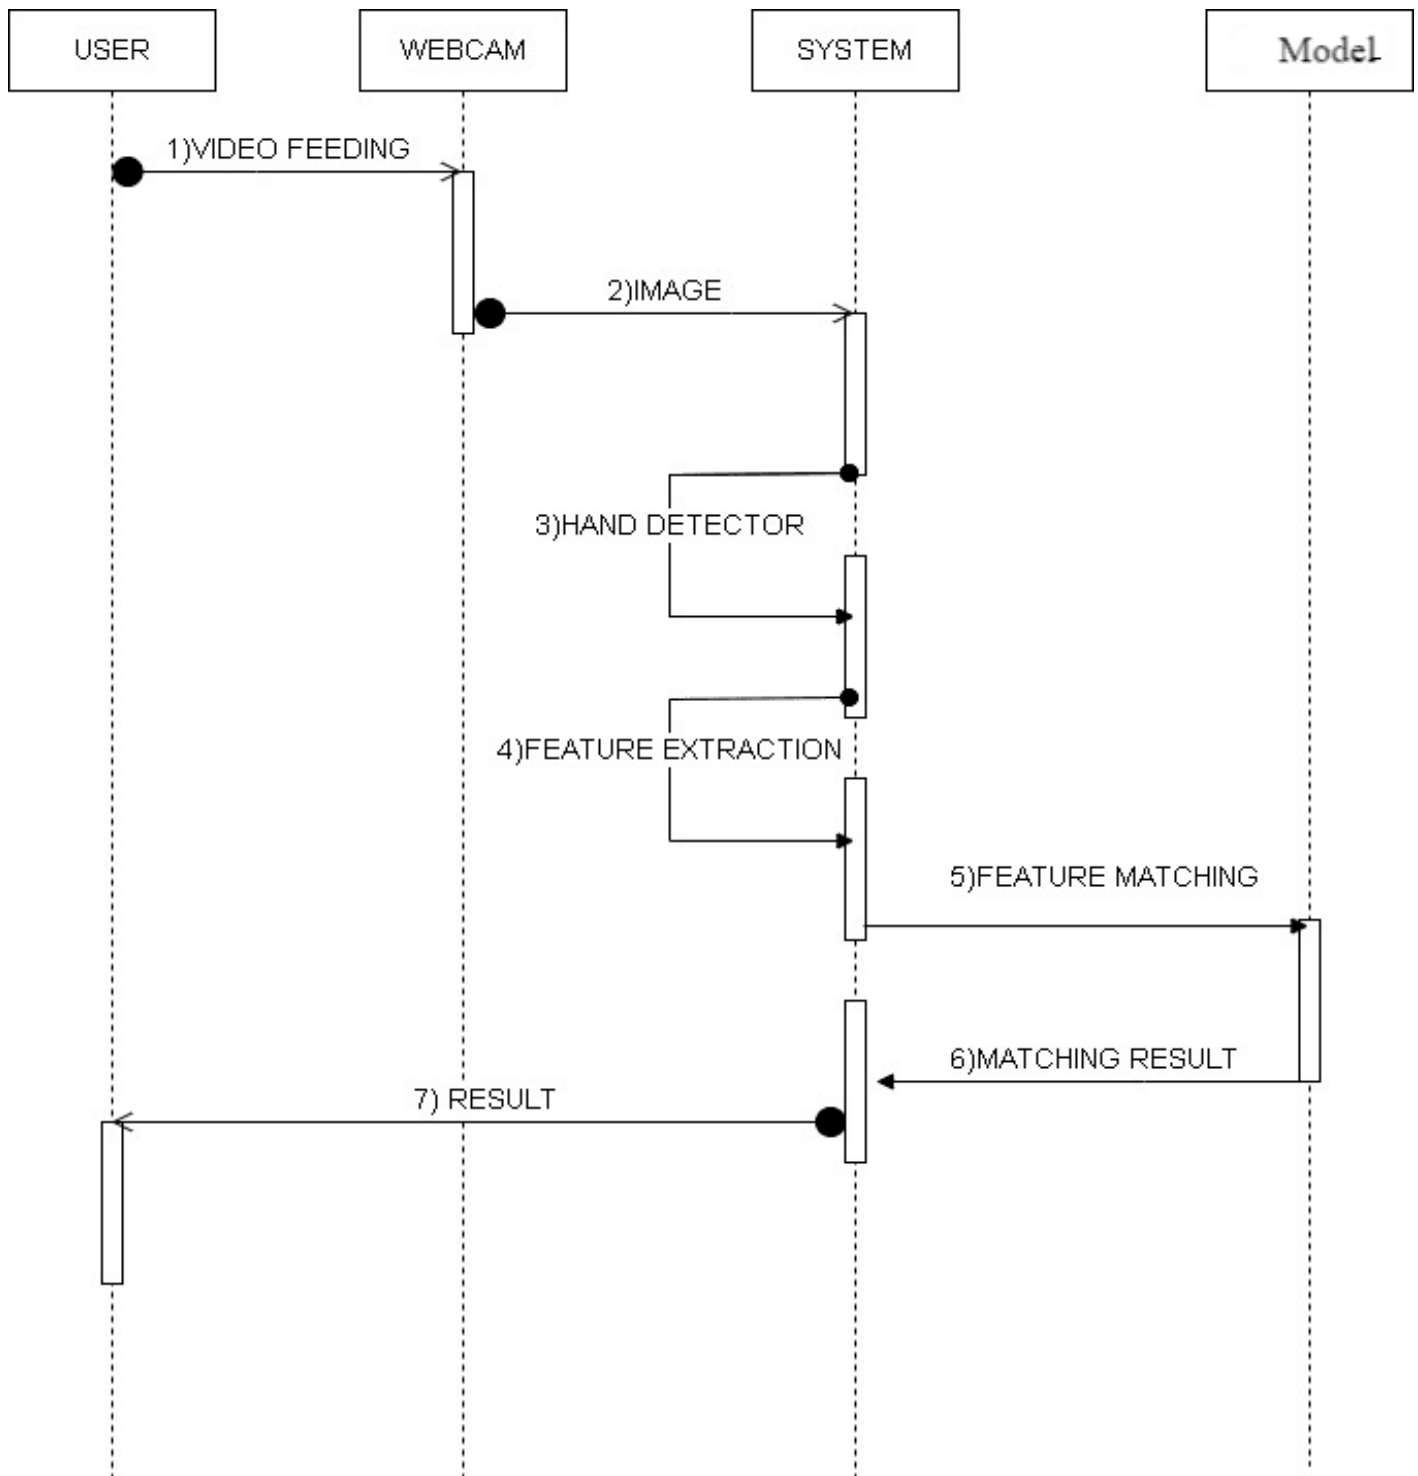 USER
WEBCAM
SYSTEM
Model
1)VIDEO FEEDING
2)IMAGE
3)HAND DETECTOR
4)FEATURE EXTRACTION
5)FEATURE MATCHING
6)MATCHING RESULT
7) RESULT